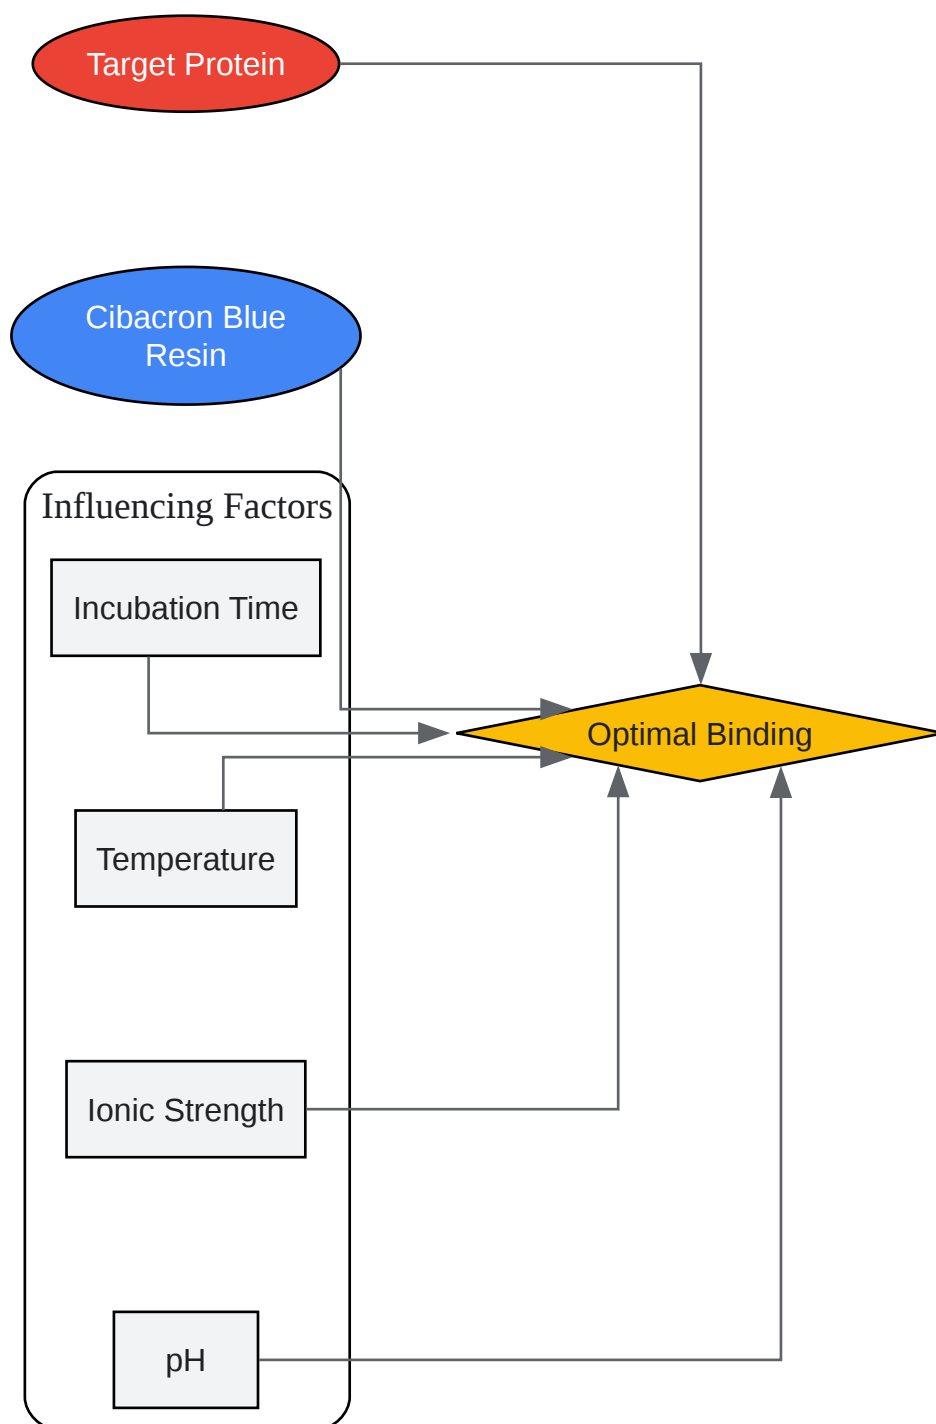 Target Protein
Cibacron Blue
Resin
Influencing Factors
Incubation Time
Optimal Binding
Temperature
Ionic Strength
pH